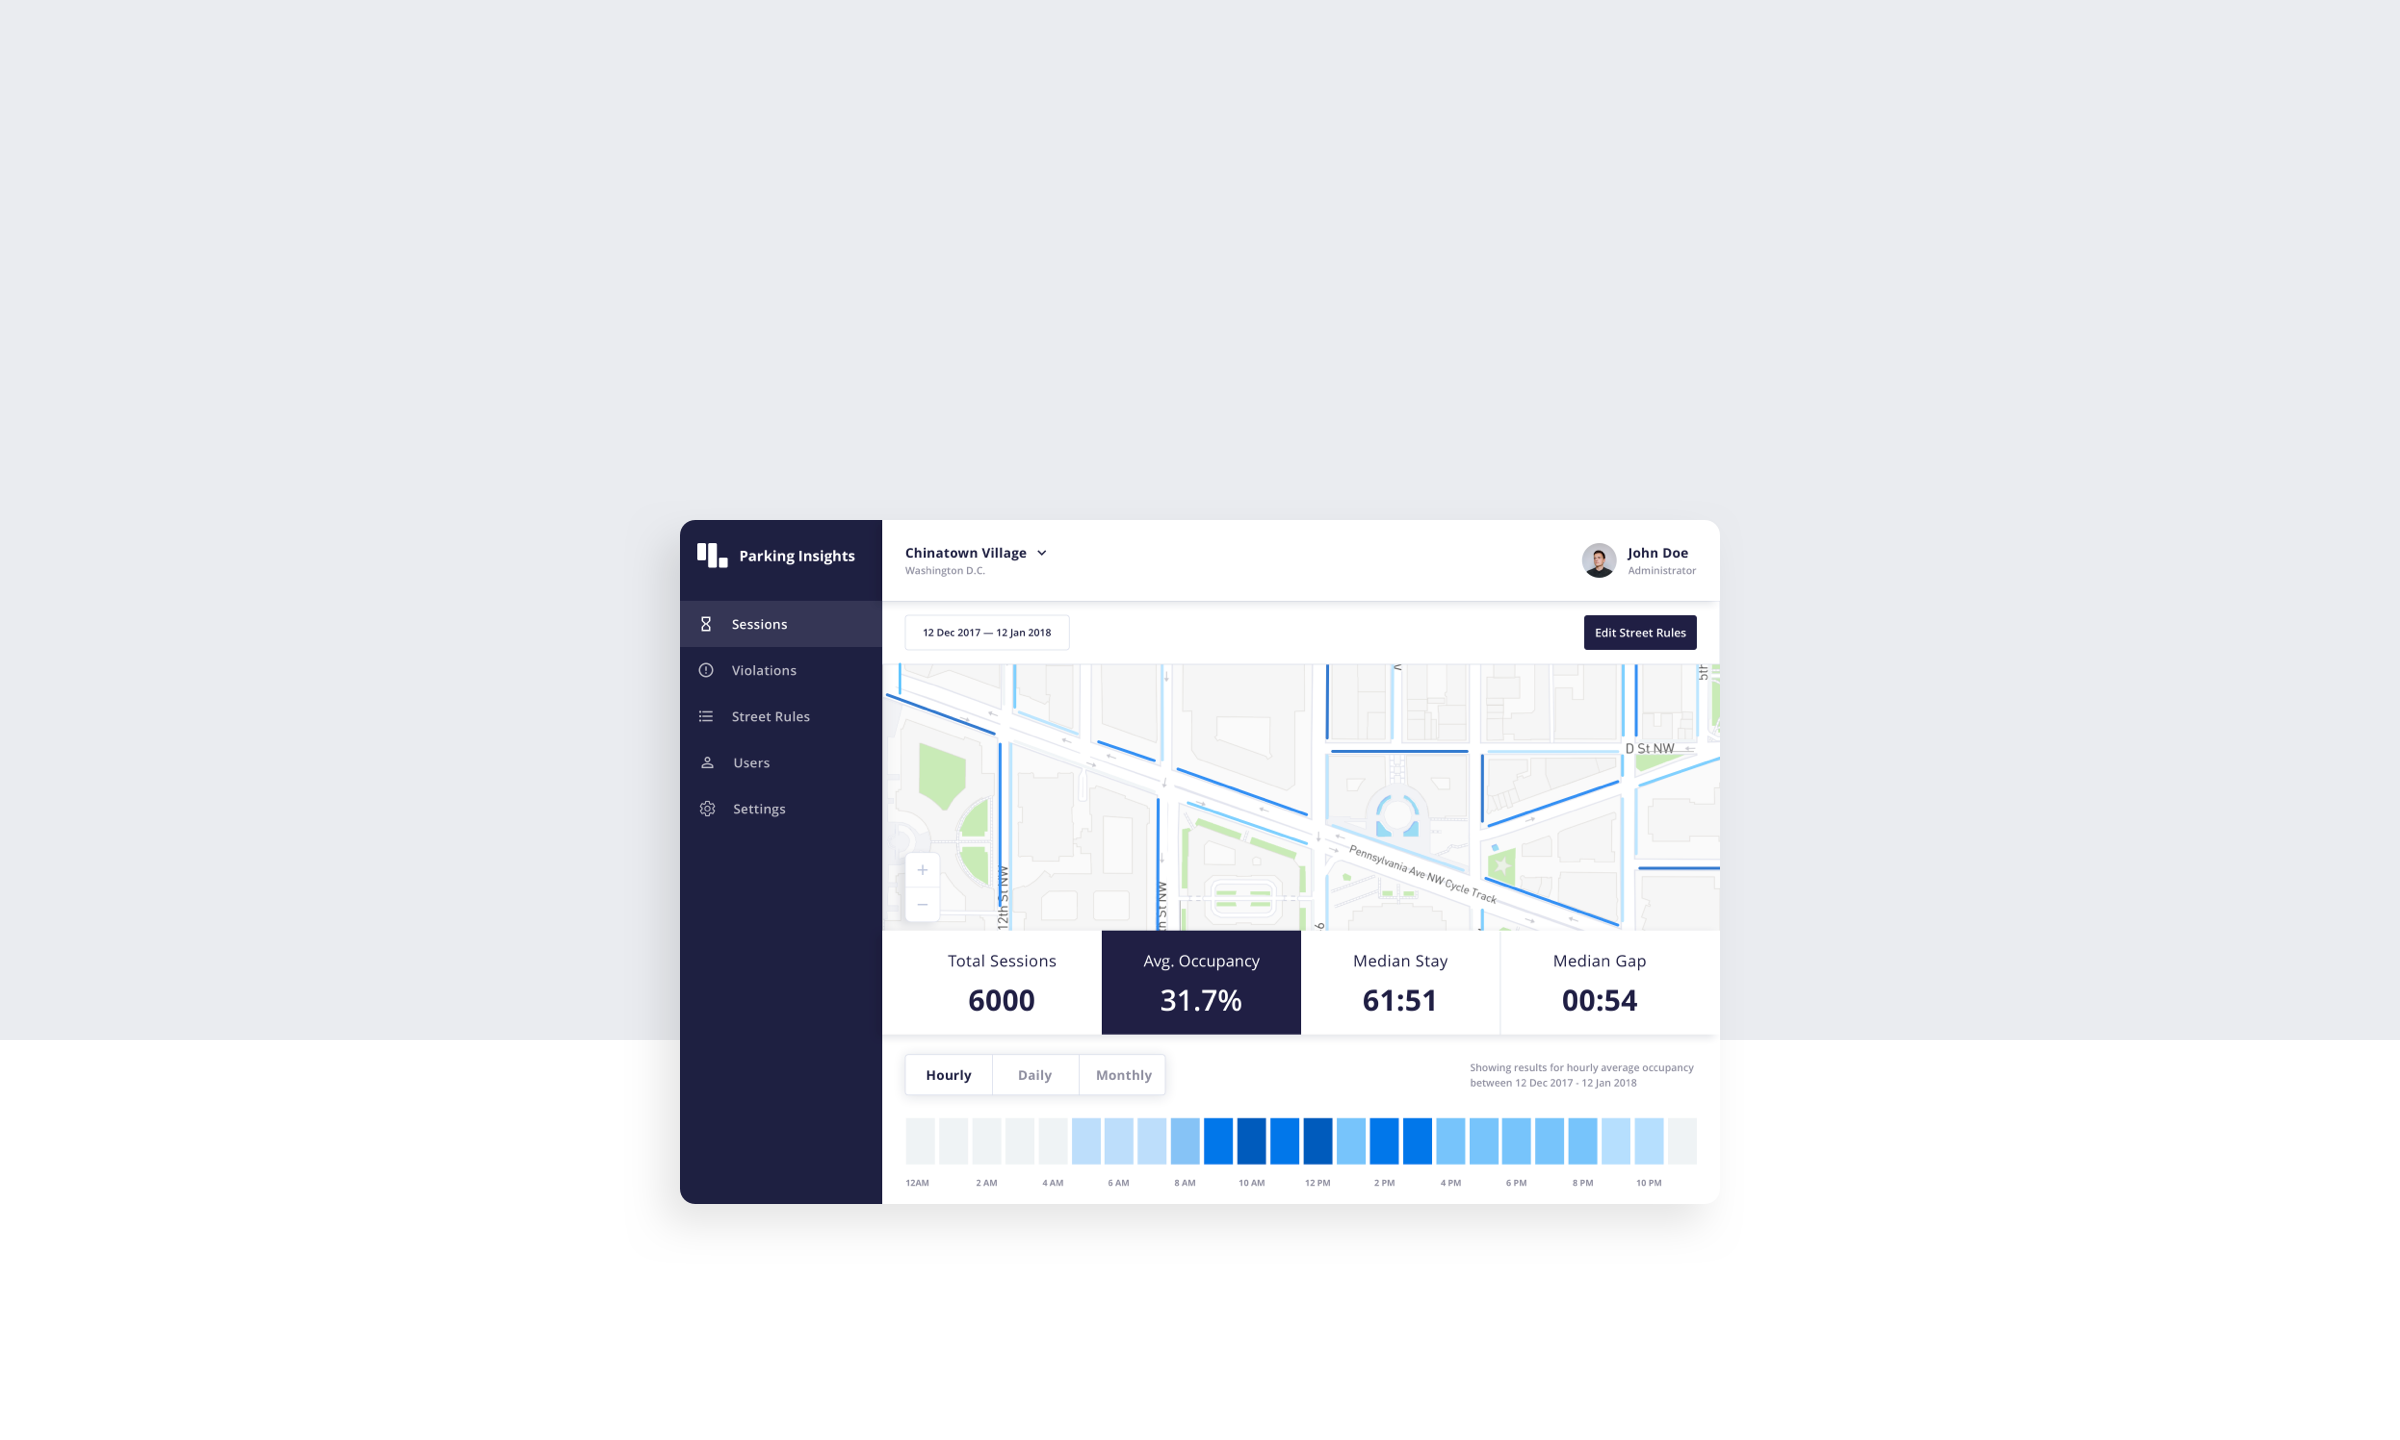 Parking Insights
Sessions
Violations
Street Rules
Users
Settings
Chinatown Village
Washington D.C.
John Doe
Administrator
12 Dec 2017 — 12 Jan 2018
Edit Street Rules
5th
D St NW
Pennsylvania Ave NW Cycle Track
12th St NW
h St NW
9
Total Sessions
6000
Avg. Occupancy
31.7%
Median Stay
61:51
Median Gap
00:54
Hourly
Daily
Monthly
Showing results for hourly average occupancy
between 12 Dec 2017 - 12 Jan 2018
12AM
2 AM
4 AM
6 AM
8 AM
10 AM
12 PM
2 PM
4 PM
6 PM
8 PM
10 PM